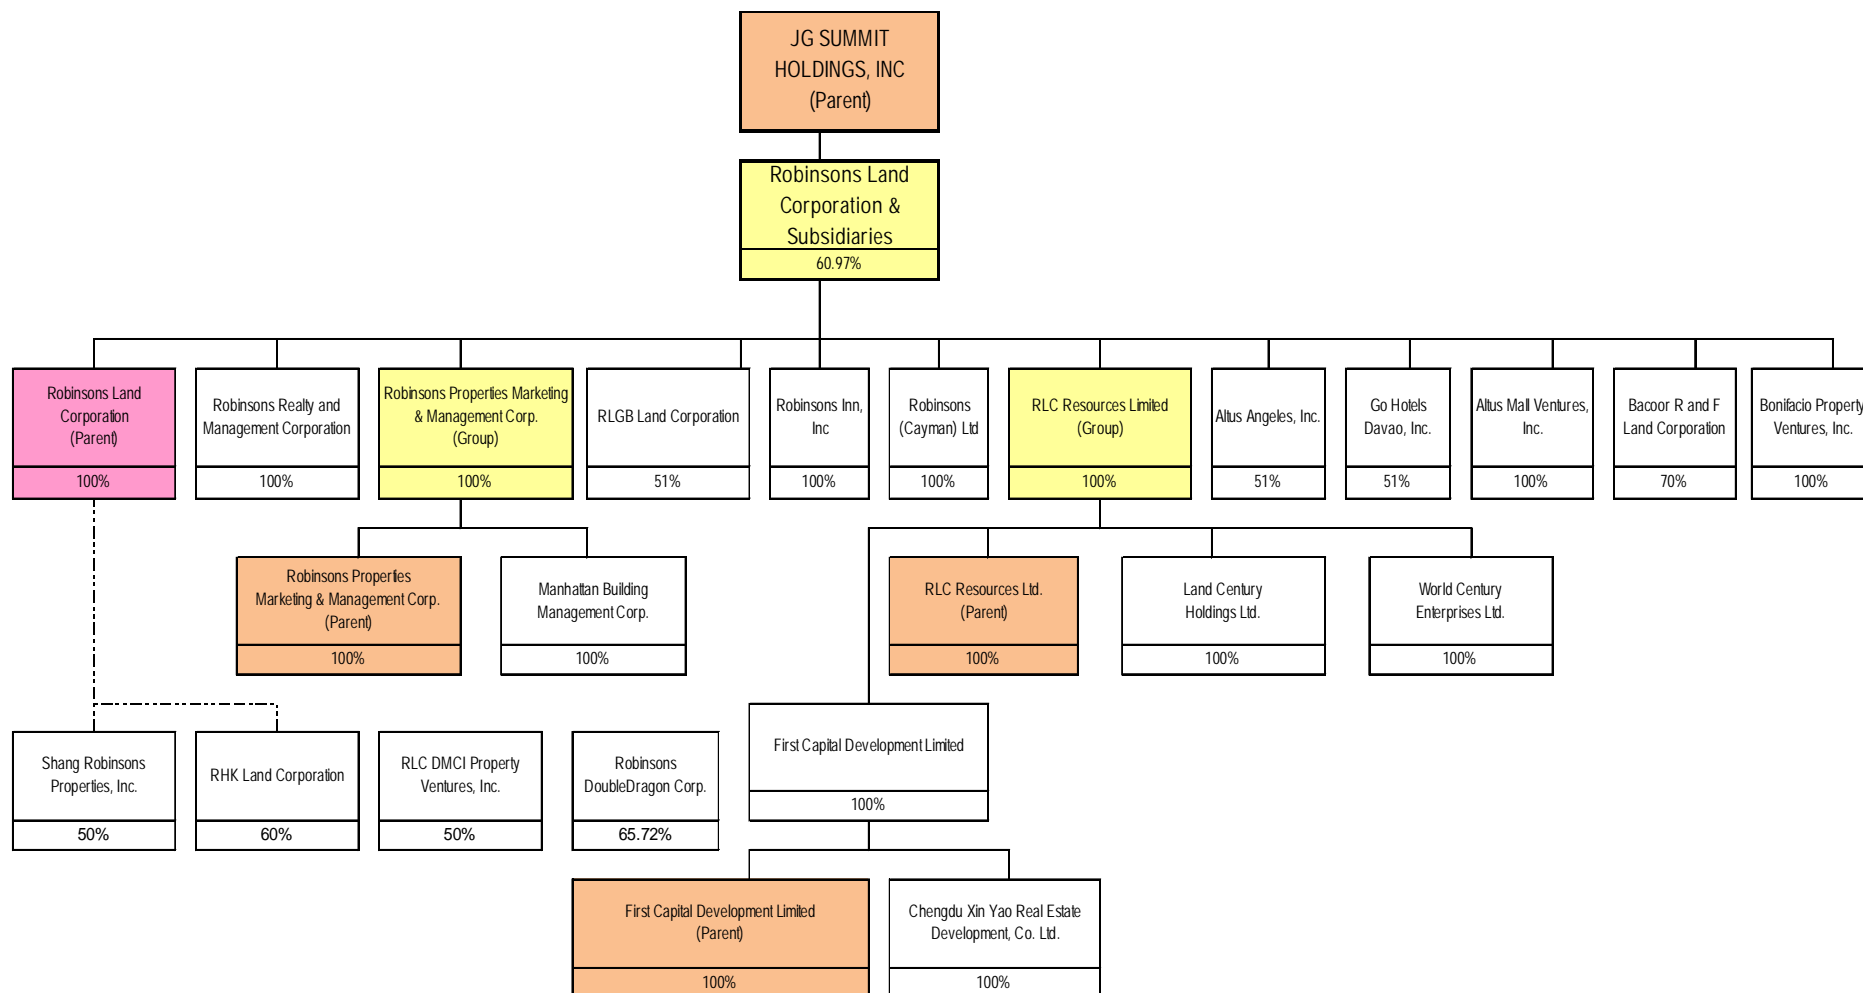 JG SUMMIT
HOLDINGS, INC
(Parent)
Robinsons Land
Corporation &
Subsidiaries
60.97%
Robinsons Land
Corporation
(Parent)
100%
Robinsons Realty and
Management Corporation
100%
Robinsons Properties Marketing
& Management Corp.
(Group)
100%
RLGB Land Corporation
51%
Robinsons Inn,
Inc
100%
Robinsons
(Cayman) Ltd
100%
RLC Resources Limited
(Group)
100%
Altus Angeles, Inc.
51%
Go Hotels
Davao, Inc.
51%
Altus Mall Ventures,
Inc.
100%
Bacoor R and F
Land Corporation
70%
Bonifacio Property
Ventures, Inc.
100%
Robinsons Properties
Marketing & Management Corp.
(Parent)
100%
Manhattan Building
Management Corp.
100%
RLC Resources Ltd.
(Parent)
100%
Land Century
Holdings Ltd.
100%
World Century
Enterprises Ltd.
100%
Shang Robinsons
Properties, Inc.
50%
RHK Land Corporation
60%
RLC DMCI Property
Ventures, Inc.
50%
Robinsons
DoubleDragon Corp.
65.72%
First Capital Development Limited
100%
First Capital Development Limited
(Parent)
100%
Chengdu Xin Yao Real Estate
Development, Co. Ltd.
100%